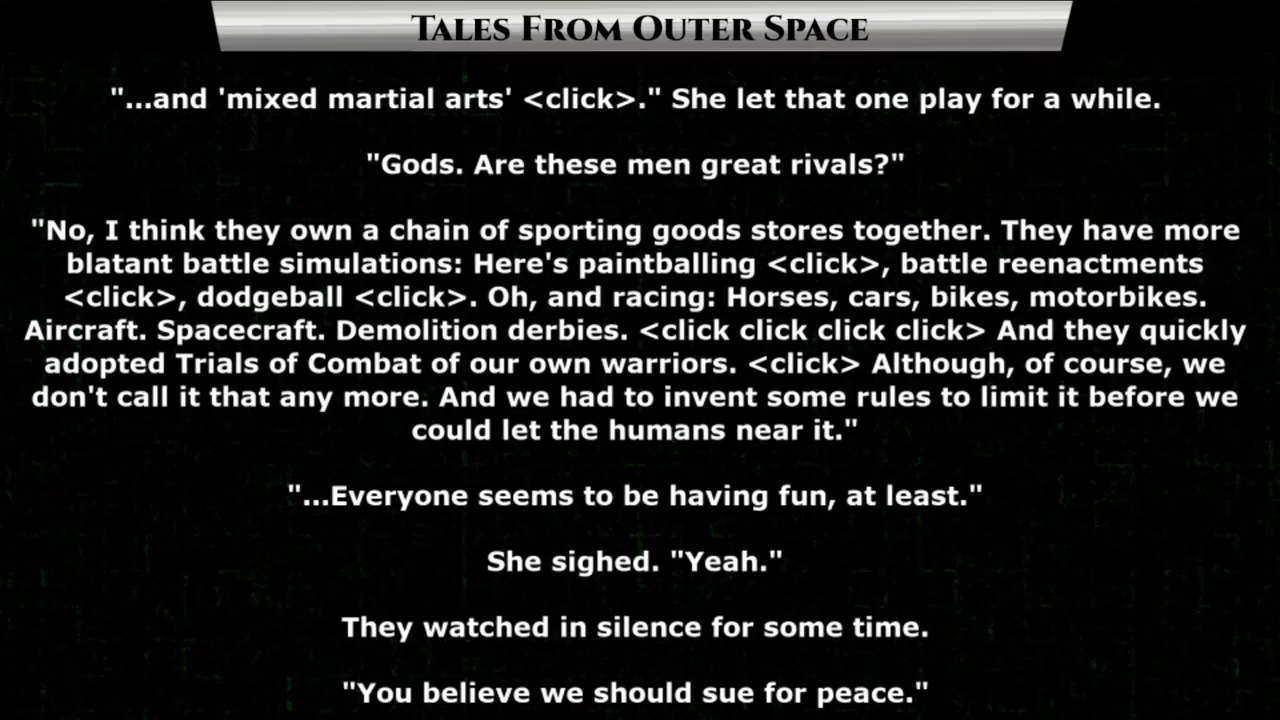 Tales From Outer Space
"...and 'mixed martial arts' <click>." She let that one play for a while.
"Gods. Are these men great rivals?"
"No, I think they own a chain of sporting goods stores together. They have more
blatant battle simulations: Here's paintballing <click>, battle reenactments
<click>, dodgeball <click>. Oh, and racing: Horses, cars, bikes, motorbikes.
Aircraft. Spacecraft. Demolition derbies. <click click click click> And they quickly
adopted Trials of Combat of our own warriors. <click> Although, of course, we
don't call it that any more. And we had to invent some rules to limit it before we
could let the humans near it."
"...Everyone seems to be having fun, at least."
She sighed. "Yeah."
They watched in silence for some time.
"You believe we should sue for peace."